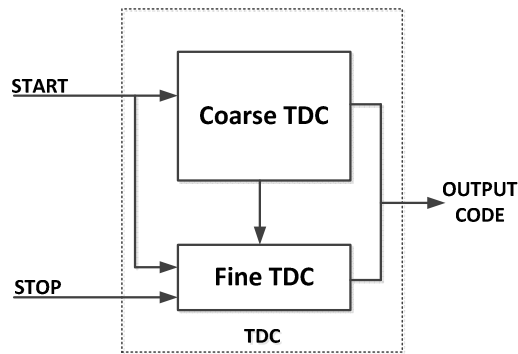 START
Coarse TDC
OUTPUT
CODE
Fine TDC
STOP
TDC